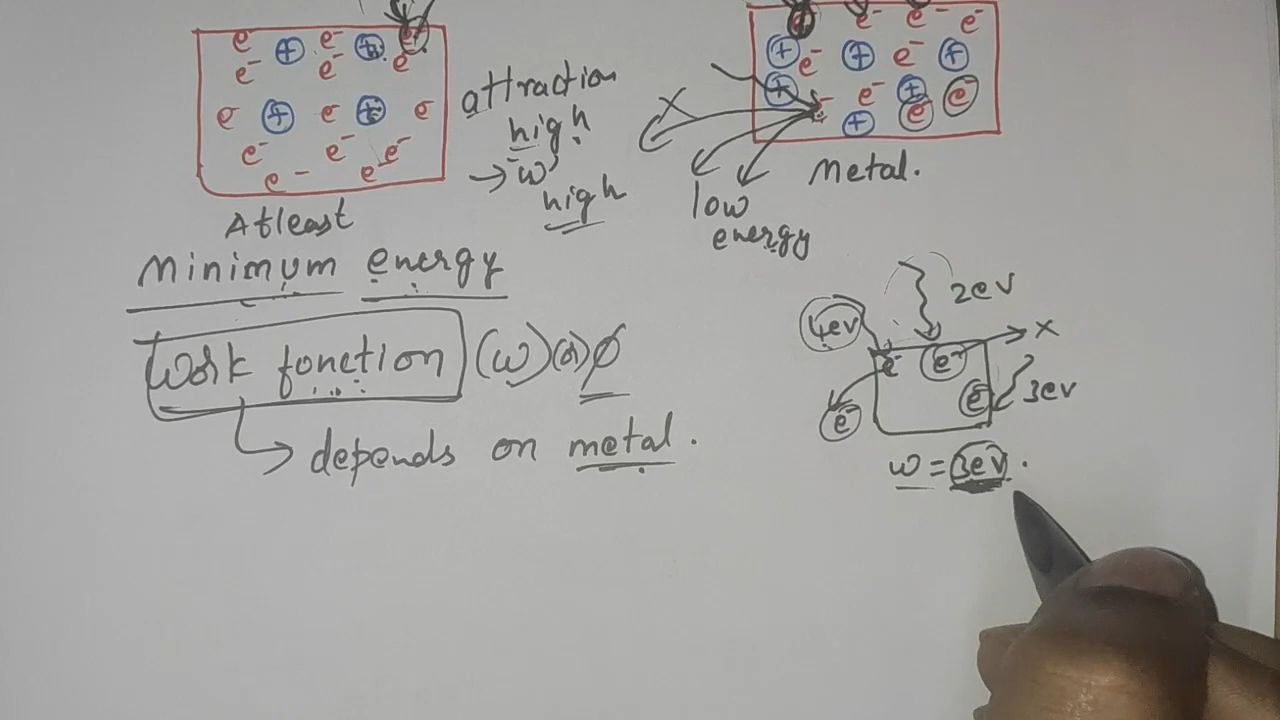 e⁻ + e⁻ + e⁻
e⁻ e⁻ e⁻
e + e + e
e⁻ e⁻ e⁻
e⁻ e⁻
Atleast
attraction
high
→ w
high
e⁻ e⁻ e⁻
+ e⁻ + e⁻ +
+ e⁻ + e⁻
+ e⁻
Metal.
x
low
energy
Minimum energy
Work fonction (w) (or) φ
depends on metal.
2ev
4ev
x
e⁻ e⁻
e⁻ 3ev
e⁻
w = 3ev.